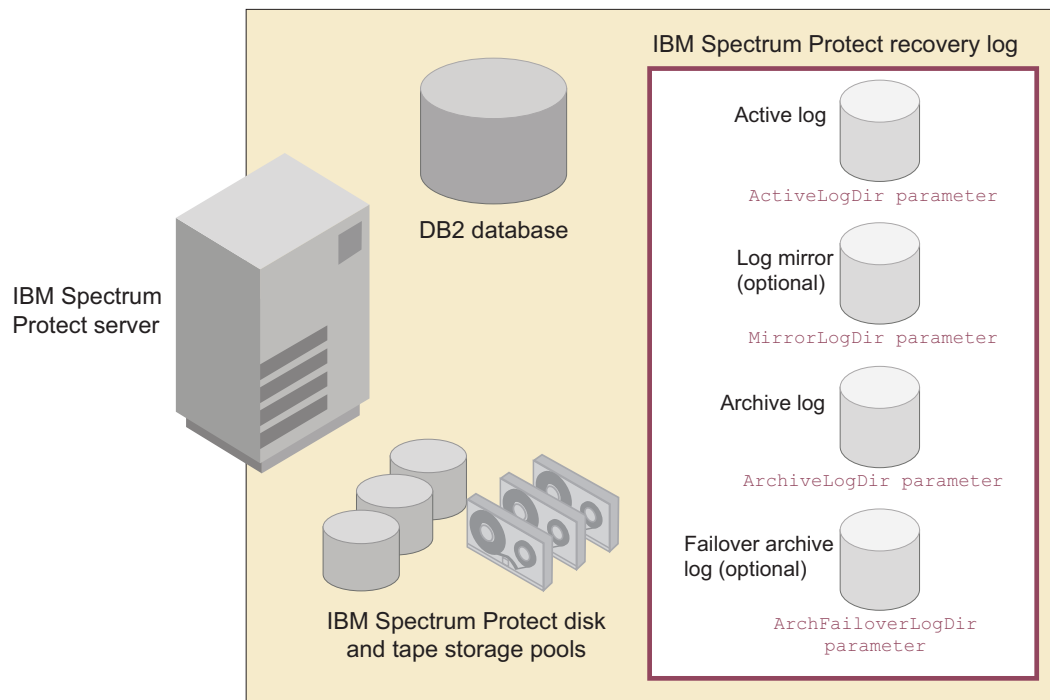 IBM Spectrum Protect recovery log
Active log
ActiveLogDir parameter
Log mirror
(optional)
MirrorLogDir parameter
Archive log
ArchiveLogDir parameter
Failover archive
log (optional)
ArchFailoverLogDir
parameter
DB2 database
IBM Spectrum
Protect server
IBM Spectrum Protect disk
and tape storage pools